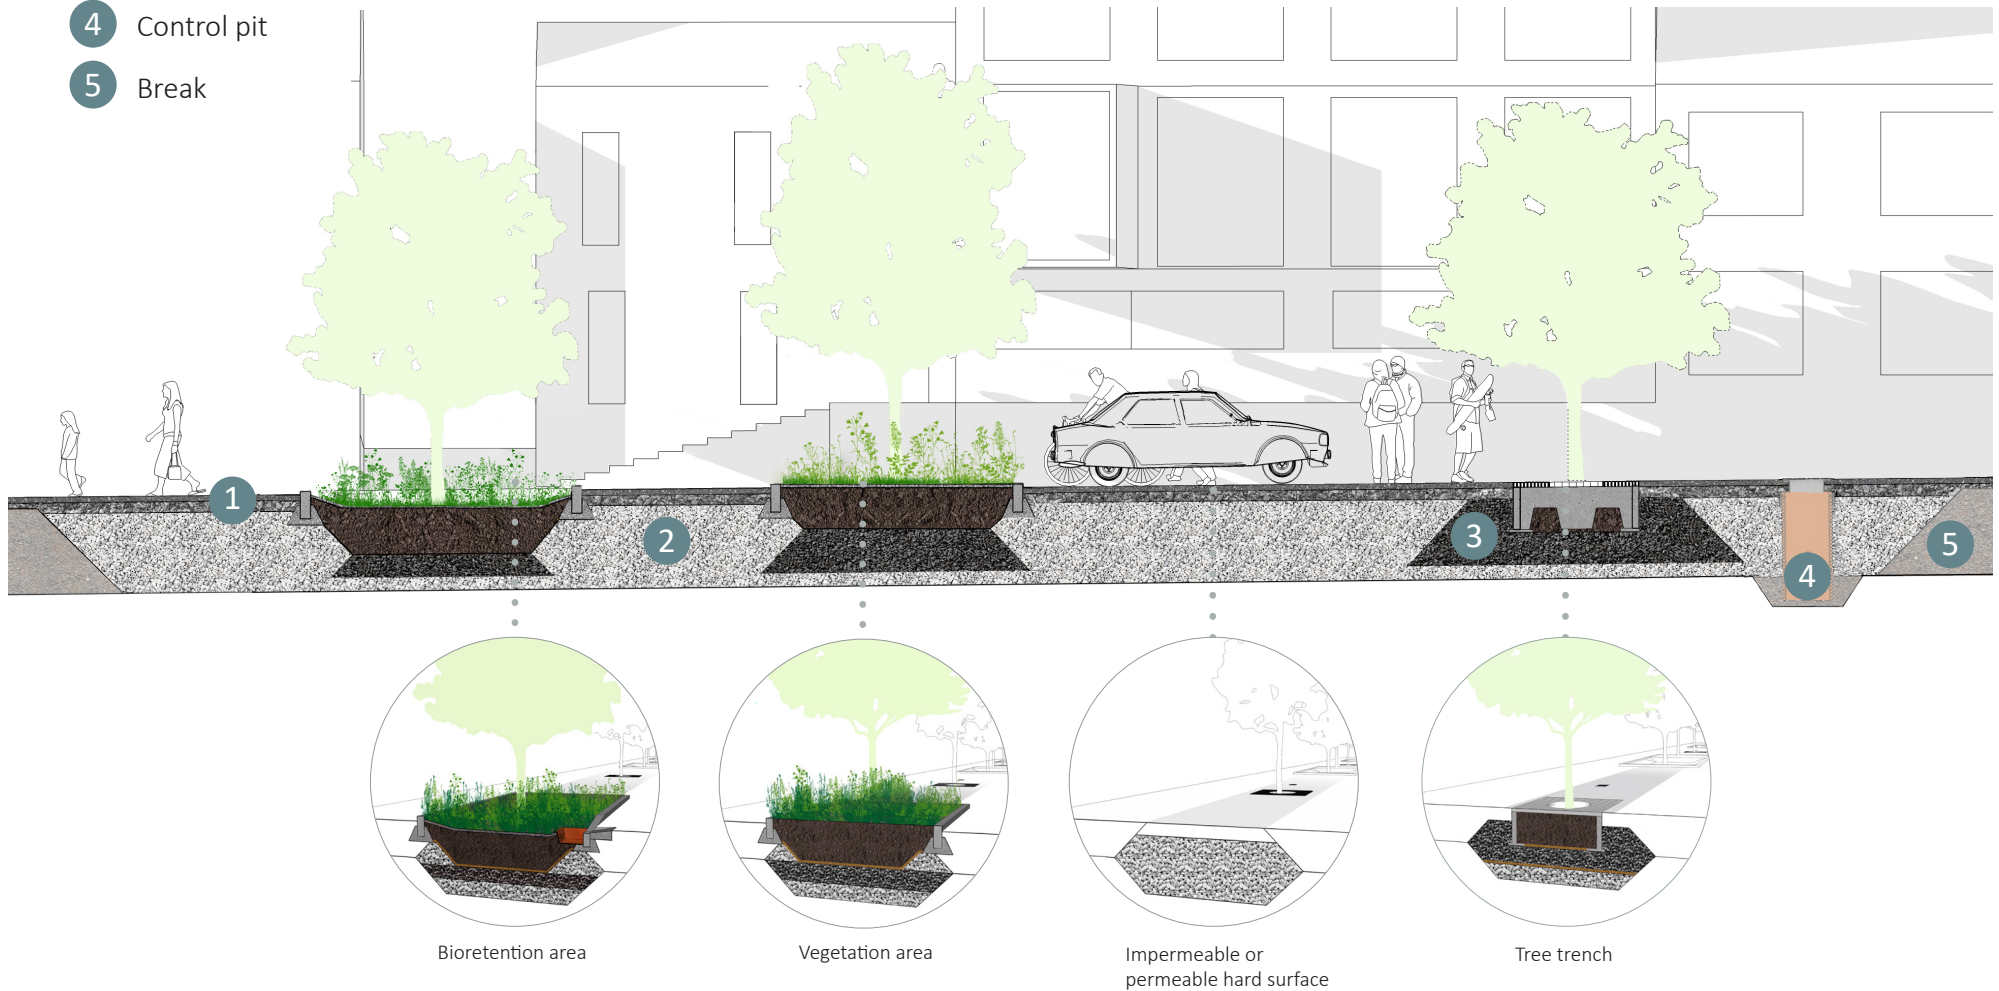 4 Control pit
5 Break
1
2
3
4
5
Bioretention area
Vegetation area
Impermeable or
permeable hard surface
Tree trench